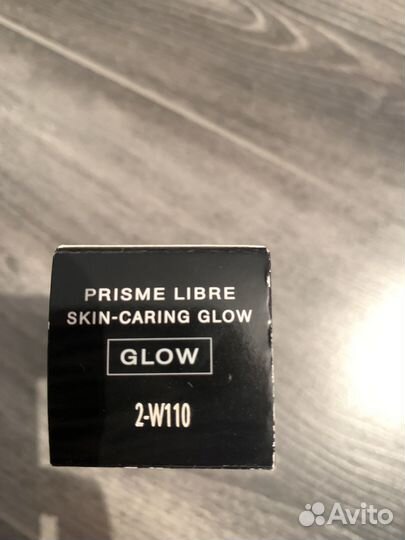 PRISME LIBRE
SKIN-CARING GLOW
GLOW
2-W110
Avito